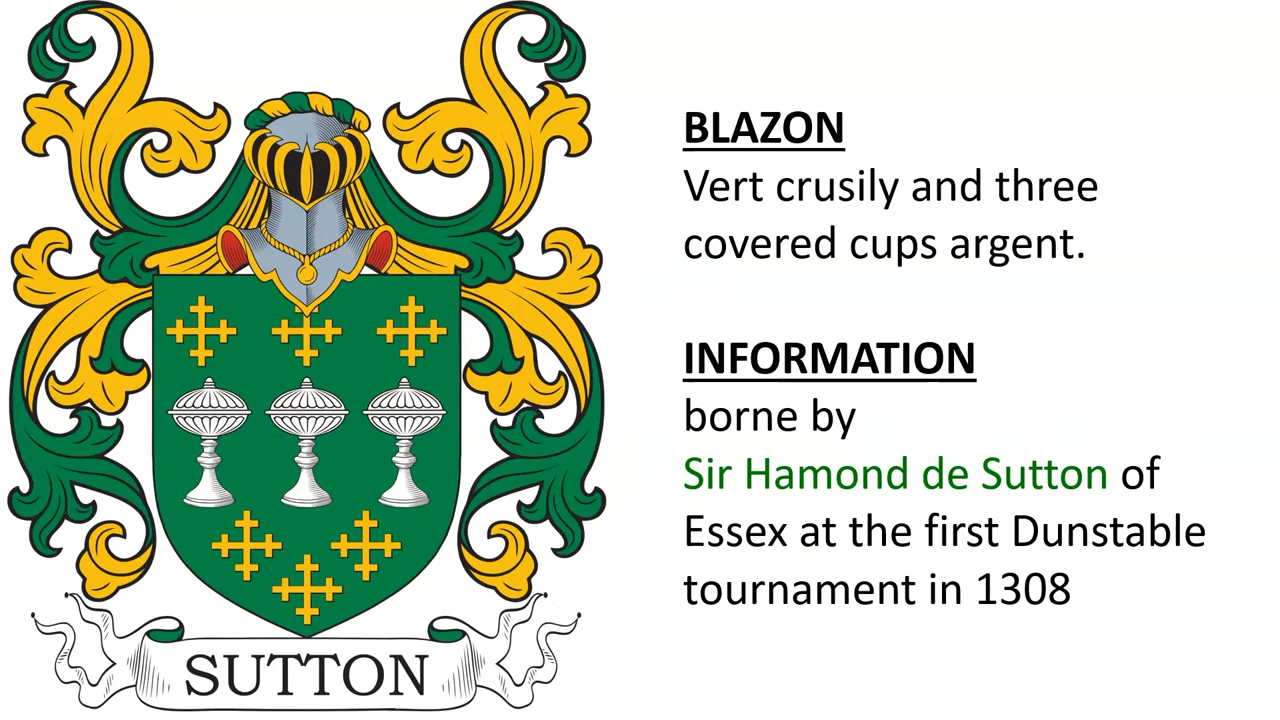 BLAZON
Vert crusily and three
covered cups argent.
INFORMATION
borne by
Sir Hamond de Sutton of
Essex at the first Dunstable
tournament in 1308
SUTTON